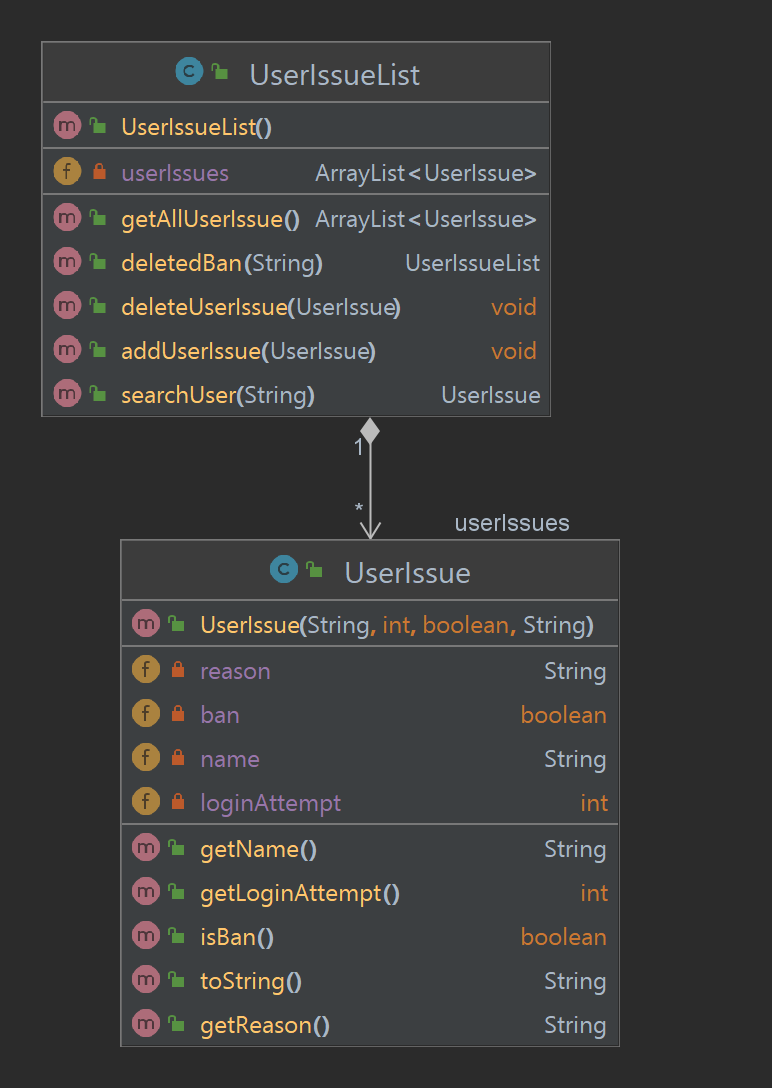 C UserIssueList
m UserIssueList()
f userIssues ArrayList<UserIssue>
m getAllUserIssue() ArrayList<UserIssue>
m deletedBan(String) UserIssueList
m deleteUserIssue(UserIssue) void
m addUserIssue(UserIssue) void
m searchUser(String) UserIssue
1
*
userIssues
C UserIssue
m UserIssue(String, int, boolean, String)
f reason String
f ban boolean
f name String
f loginAttempt int
m getName() String
m getLoginAttempt() int
m isBan() boolean
m toString() String
m getReason() String